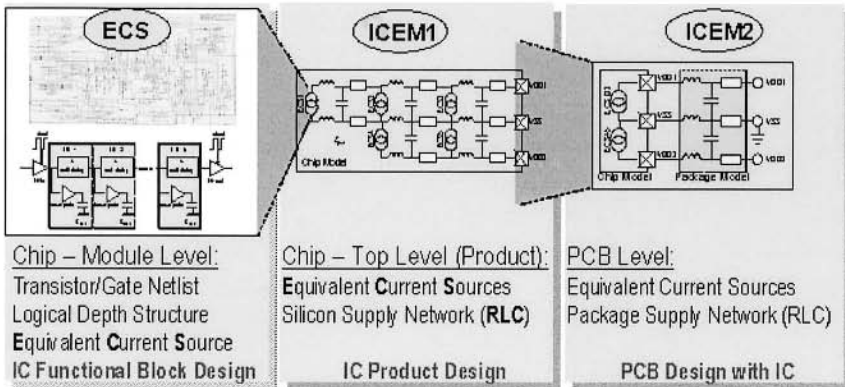 ECS
ICEM1
ICEM2
VDD1
VSS
Chip Model
VDD1
VSS
VDD2
Chip Model
Package Model
VDD1
VSS
Chip – Module Level:
Transistor/Gate Netlist
Logical Depth Structure
Equivalent Current Source
IC Functional Block Design
Chip – Top Level (Product):
Equivalent Current Sources
Silicon Supply Network (RLC)
IC Product Design
PCB Level:
Equivalent Current Sources
Package Supply Network (RLC)
PCB Design with IC